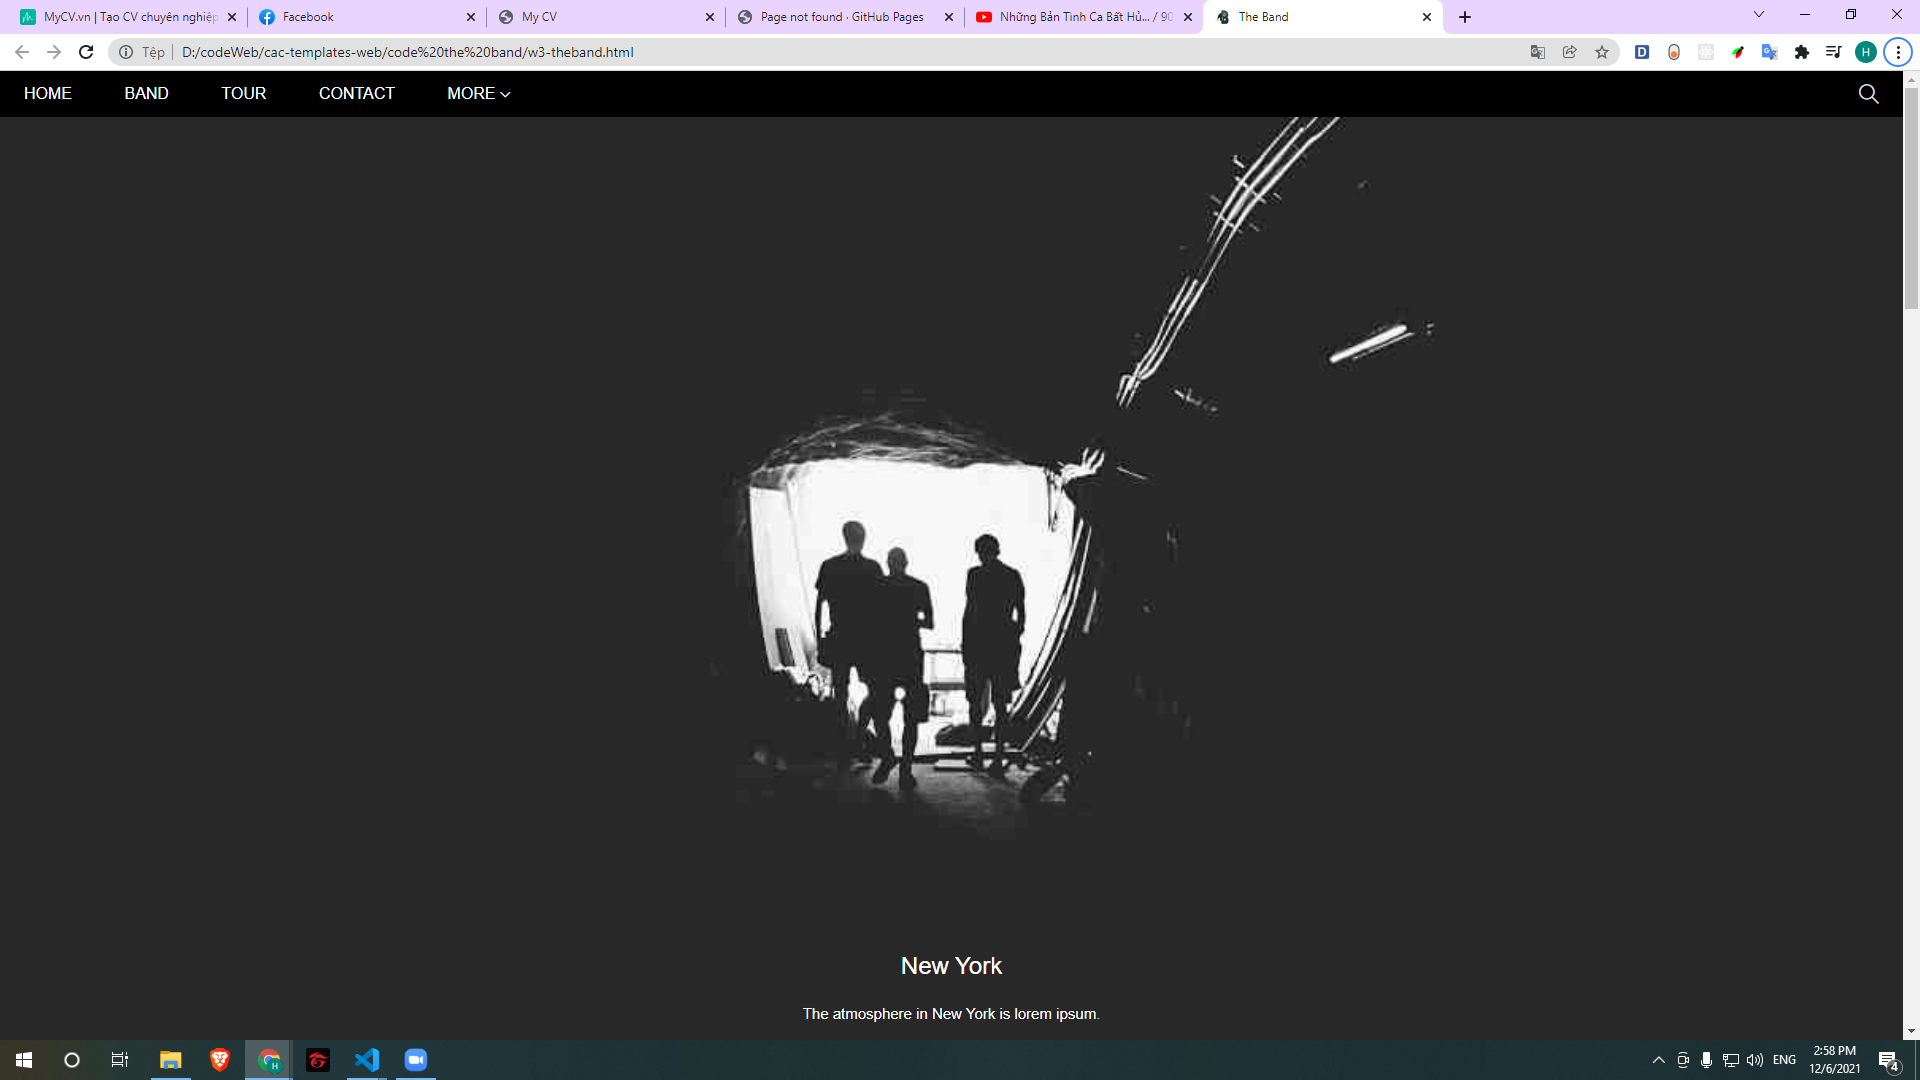 MyCV.vn | Tạo CV chuyên nghiệp
Facebook
My CV
Page not found · GitHub Pages
Những Bản Tình Ca Bất Hủ... / 90
The Band
Tệp
D:/codeWeb/cac-templates-web/code%20the%20band/w3-theband.html
D
H
HOME
BAND
TOUR
CONTACT
MORE
New York
The atmosphere in New York is lorem ipsum.
H
ENG
2:58 PM
12/6/2021
4